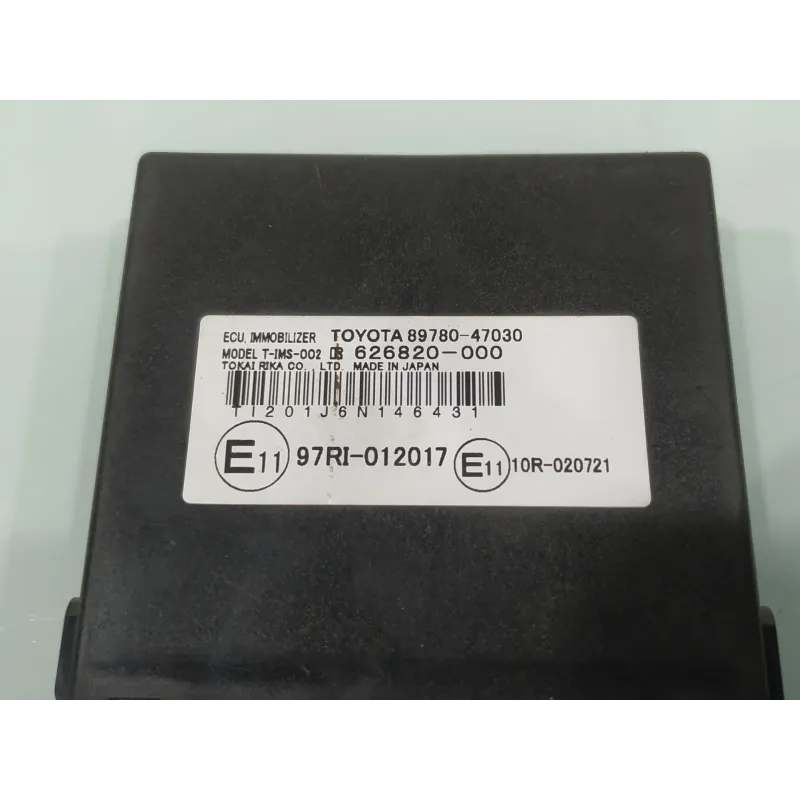 ECU, IMMOBILIZER TOYOTA 89780-47030
MODEL T-IMS-002 626820-000
TOKAI RIKA CO., LTD. MADE IN JAPAN
TI201J6N146431
E11 97RI-012017 E11 10R-020721